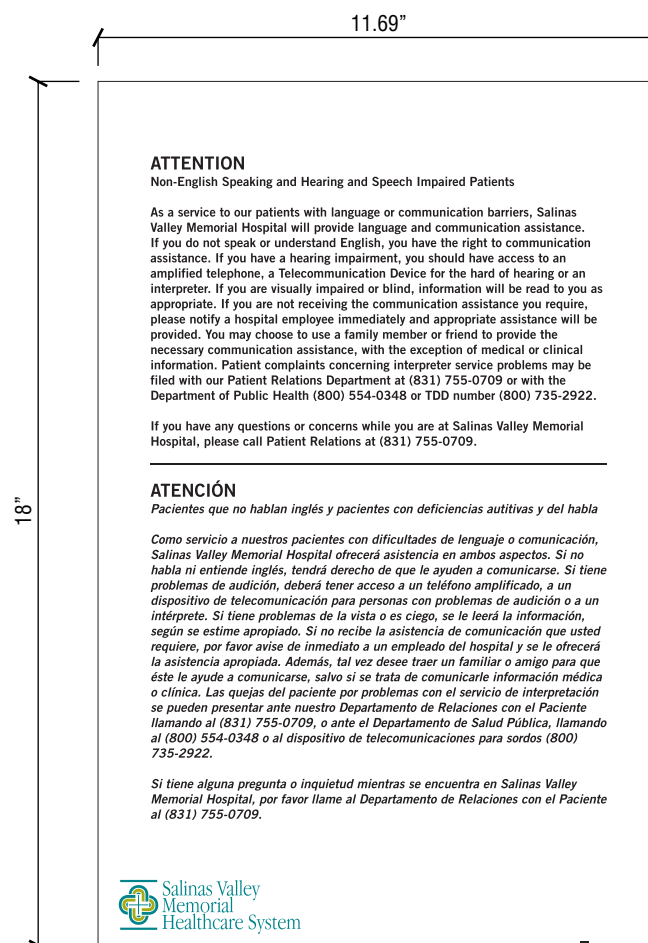 11.69”
18”
ATTENTION
Non-English Speaking and Hearing and Speech Impaired Patients
As a service to our patients with language or communication barriers, Salinas
Valley Memorial Hospital will provide language and communication assistance.
If you do not speak or understand English, you have the right to communication
assistance. If you have a hearing impairment, you should have access to an
amplified telephone, a Telecommunication Device for the hard of hearing or an
interpreter. If you are visually impaired or blind, information will be read to you as
appropriate. If you are not receiving the communication assistance you require,
please notify a hospital employee immediately and appropriate assistance will be
provided. You may choose to use a family member or friend to provide the
necessary communication assistance, with the exception of medical or clinical
information. Patient complaints concerning interpreter service problems may be
filed with our Patient Relations Department at (831) 755-0709 or with the
Department of Public Health (800) 554-0348 or TDD number (800) 735-2922.
If you have any questions or concerns while you are at Salinas Valley Memorial
Hospital, please call Patient Relations at (831) 755-0709.
ATENCIÓN
Pacientes que no hablan inglés y pacientes con deficiencias autitivas y del habla
Como servicio a nuestros pacientes con dificultades de lenguaje o comunicación,
Salinas Valley Memorial Hospital ofrecerá asistencia en ambos aspectos. Si no
habla ni entiende inglés, tendrá derecho de que le ayuden a comunicarse. Si tiene
problemas de audición, deberá tener acceso a un teléfono amplificado, a un
dispositivo de telecomunicación para personas con problemas de audición o a un
intérprete. Si tiene problemas de la vista o es ciego, se le leerá la información,
según se estime apropiado. Si no recibe la asistencia de comunicación que usted
requiere, por favor avise de inmediato a un empleado del hospital y se le ofrecerá
la asistencia apropiada. Además, tal vez desee traer un familiar o amigo para que
éste le ayude a comunicarse, salvo si se trata de comunicarle información médica
o clínica. Las quejas del paciente por problemas con el servicio de interpretación
se pueden presentar ante nuestro Departamento de Relaciones con el Paciente
llamando al (831) 755-0709, o ante el Departamento de Salud Pública, llamando
al (800) 554-0348 o al dispositivo de telecomunicaciones para sordos (800)
735-2922.
Si tiene alguna pregunta o inquietud mientras se encuentra en Salinas Valley
Memorial Hospital, por favor llame al Departamento de Relaciones con el Paciente
al (831) 755-0709.
Salinas Valley
Memorial
Healthcare System